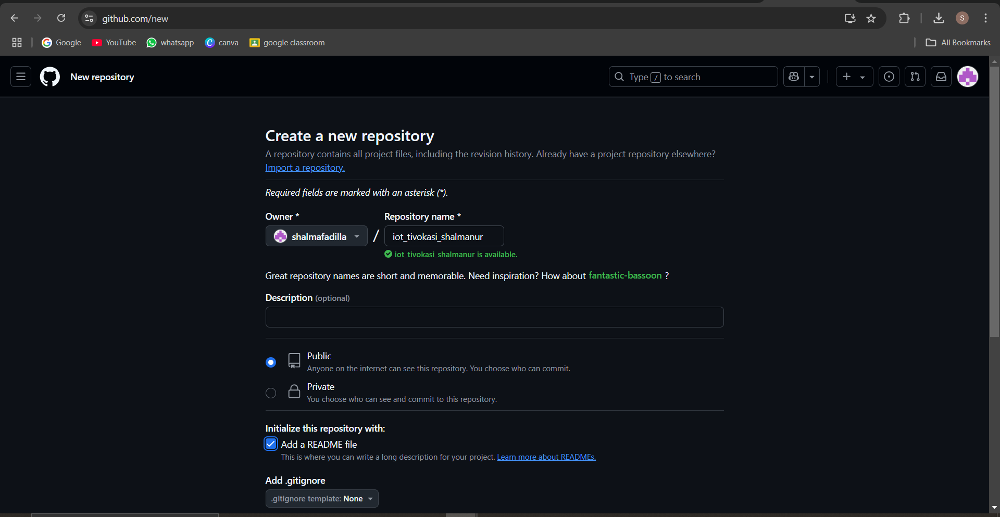 github.com/new
S
Google YouTube whatsapp canva google classroom All Bookmarks
New repository
Type / to search
Create a new repository
A repository contains all project files, including the revision history. Already have a project repository elsewhere?
Import a repository.
Required fields are marked with an asterisk (*).
Owner * Repository name *
shalmafadilla / iot_tivokasi_shalmanur
iot_tivokasi_shalmanur is available.
Great repository names are short and memorable. Need inspiration? How about fantastic-bassoon ?
Description (optional)
Public
Anyone on the internet can see this repository. You choose who can commit.
Private
You choose who can see and commit to this repository.
Initialize this repository with:
Add a README file
This is where you can write a long description for your project. Learn more about READMEs.
Add .gitignore
.gitignore template: None